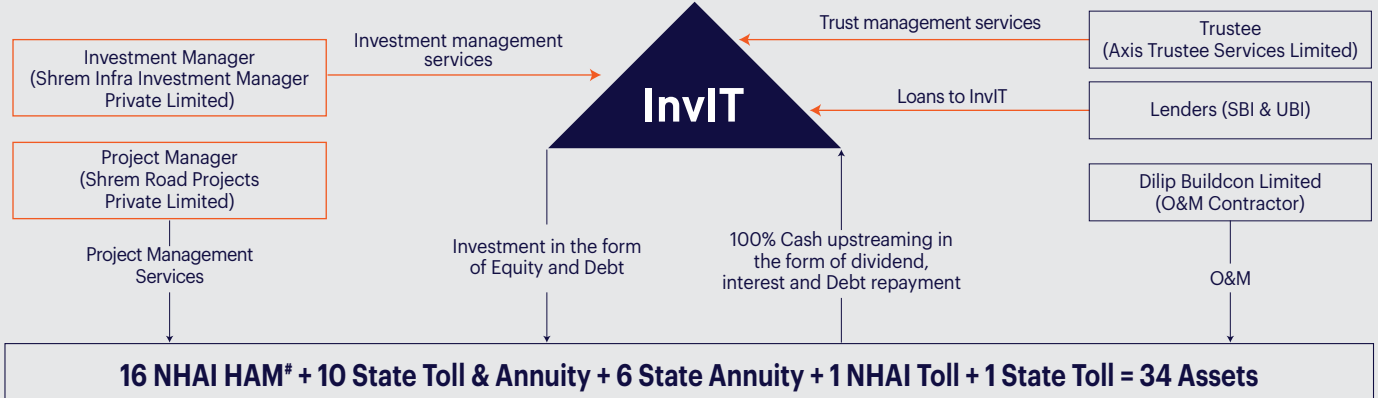 Investment Manager
(Shrem Infra Investment Manager
Private Limited)
Investment management
services
InvIT
Trust management services
Trustee
(Axis Trustee Services Limited)
Loans to InvIT
Lenders (SBI & UBI)
Project Manager
(Shrem Road Projects
Private Limited)
Dilip Buildcon Limited
(O&M Contractor)
Project Management
Services
Investment in the form
of Equity and Debt
100% Cash upstreaming in
the form of dividend,
interest and Debt repayment
O&M
16 NHAI HAM# + 10 State Toll & Annuity + 6 State Annuity + 1 NHAI Toll + 1 State Toll = 34 Assets